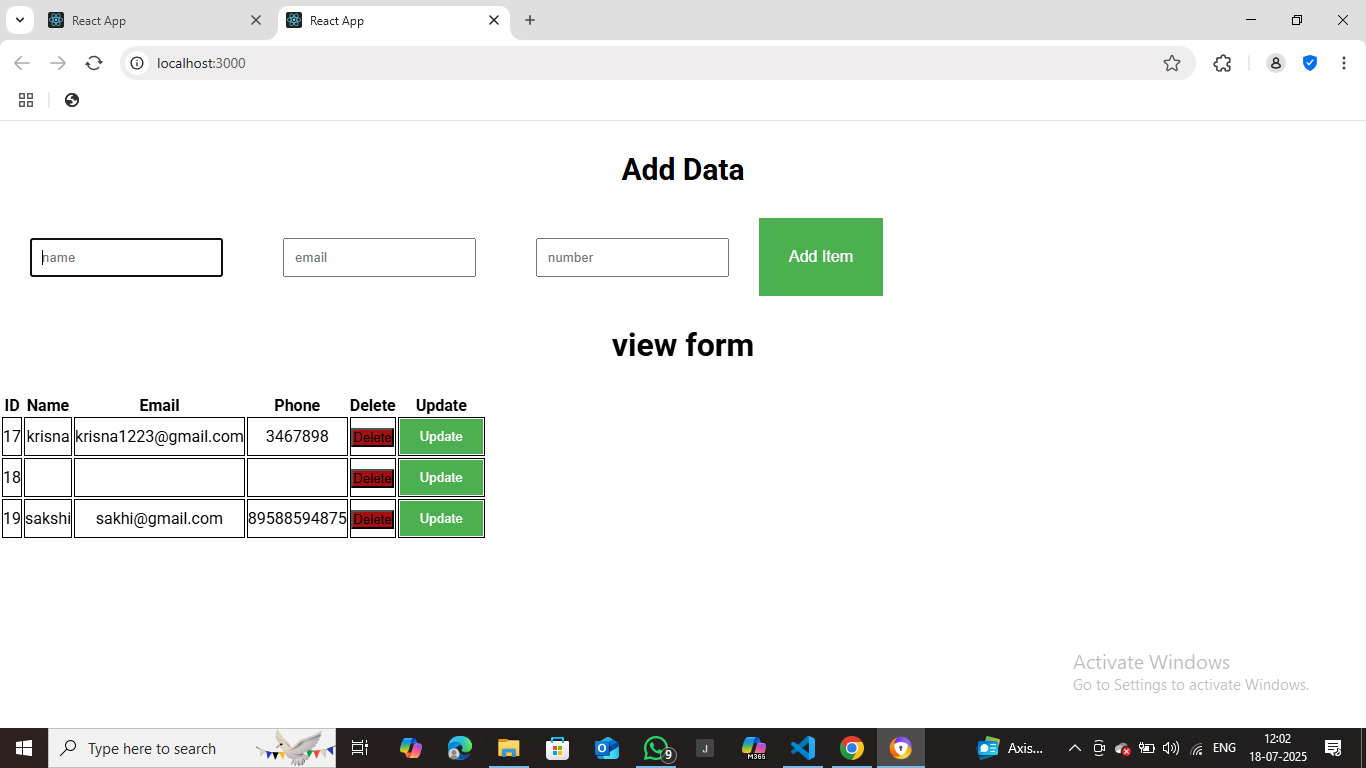 React App
React App
localhost:3000
Add Data
name
email
number
Add Item
view form
ID Name Email Phone Delete Update
17 krisna krisna1223@gmail.com 3467898 Delete Update
18 Delete Update
19 sakshi sakhi@gmail.com 89588594875 Delete Update
Activate Windows
Go to Settings to activate Windows.
Type here to search
9
J
M365
Axis...
ENG
12:02
18-07-2025